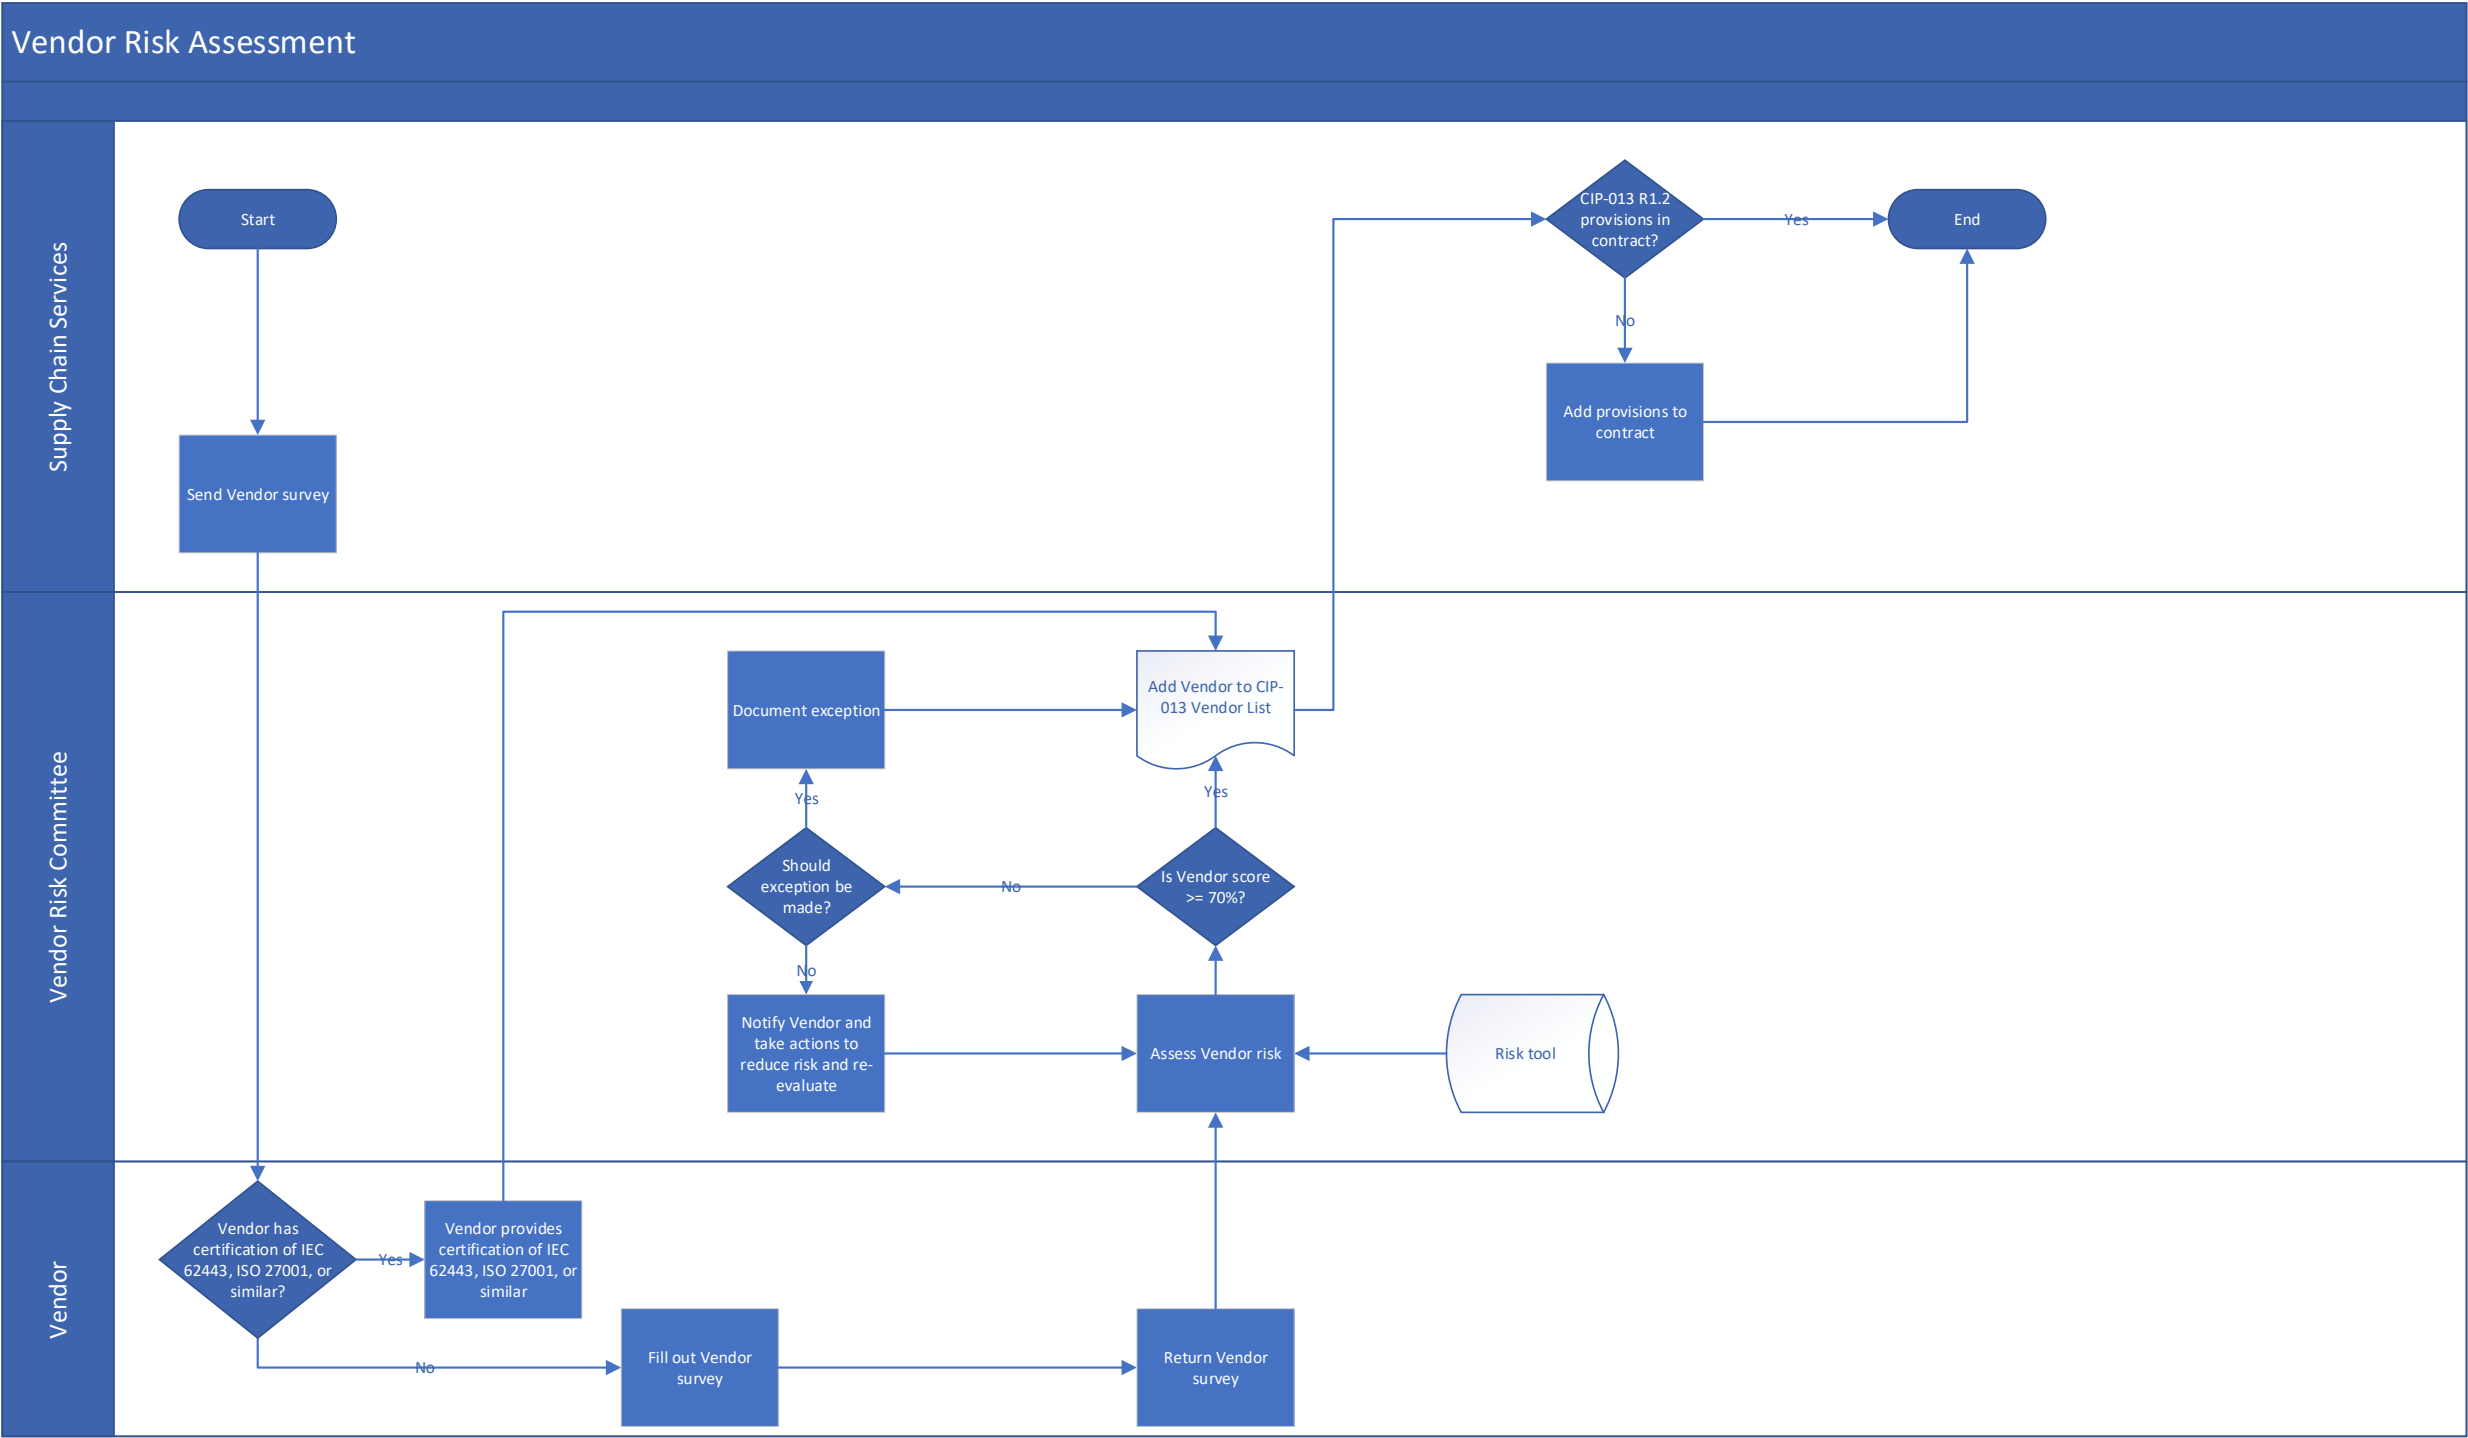 Vendor Risk Assessment
Supply Chain Services
Start
Send Vendor survey
CIP-013 R1.2
provisions in
contract?
Yes
End
No
Add provisions to
contract
Vendor Risk Committee
Document exception
Add Vendor to CIP-
013 Vendor List
Yes
Yes
Should
exception be
made?
No
Is Vendor score
>= 70%?
No
Notify Vendor and
take actions to
reduce risk and re-
evaluate
Assess Vendor risk
Risk tool
Vendor
Vendor has
certification of IEC
62443, ISO 27001, or
similar?
Yes
Vendor provides
certification of IEC
62443, ISO 27001, or
similar
No
Fill out Vendor
survey
Return Vendor
survey